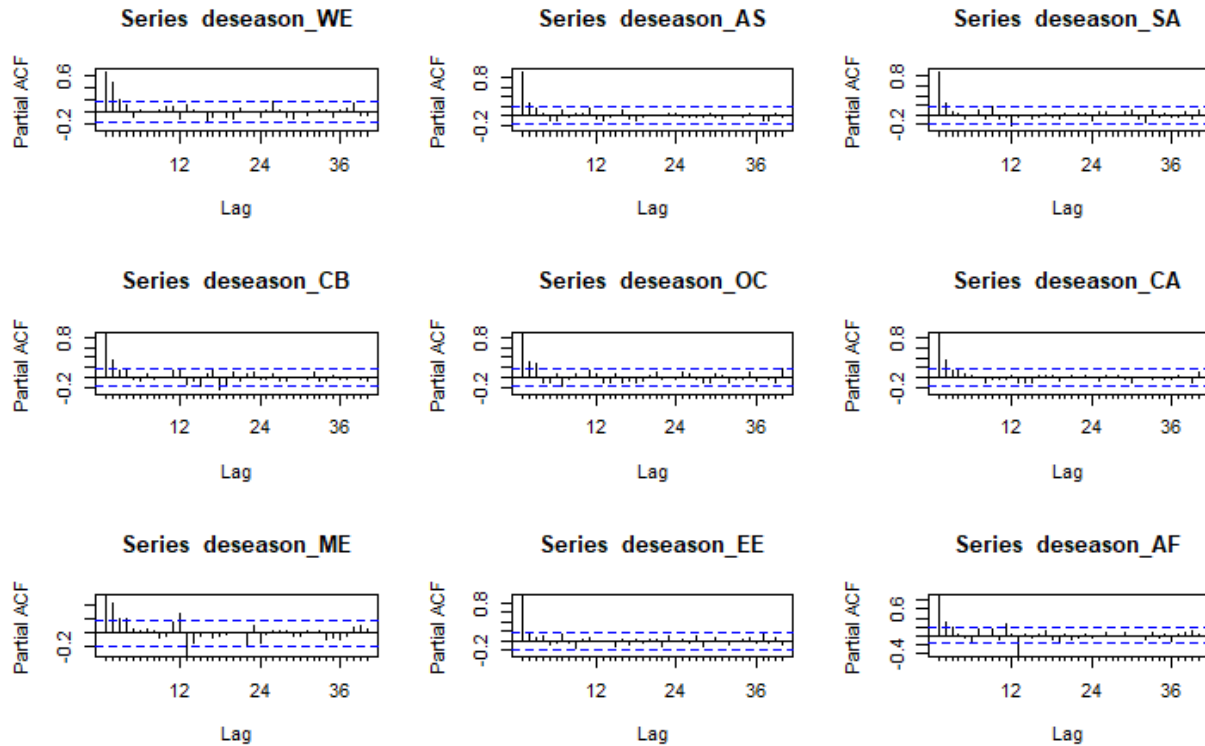 Series deseason_WE
Partial ACF
-0.2 0.6
12 24 36
Lag
Series deseason_AS
Partial ACF
-0.2 0.8
12 24 36
Lag
Series deseason_SA
Partial ACF
-0.2 0.8
12 24 36
Lag
Series deseason_CB
Partial ACF
-0.2 0.8
12 24 36
Lag
Series deseason_OC
Partial ACF
-0.2 0.8
12 24 36
Lag
Series deseason_CA
Partial ACF
-0.2 0.8
12 24 36
Lag
Series deseason_ME
Partial ACF
-0.2
12 24 36
Lag
Series deseason_EE
Partial ACF
-0.2 0.8
12 24 36
Lag
Series deseason_AF
Partial ACF
-0.4 0.6
12 24 36
Lag